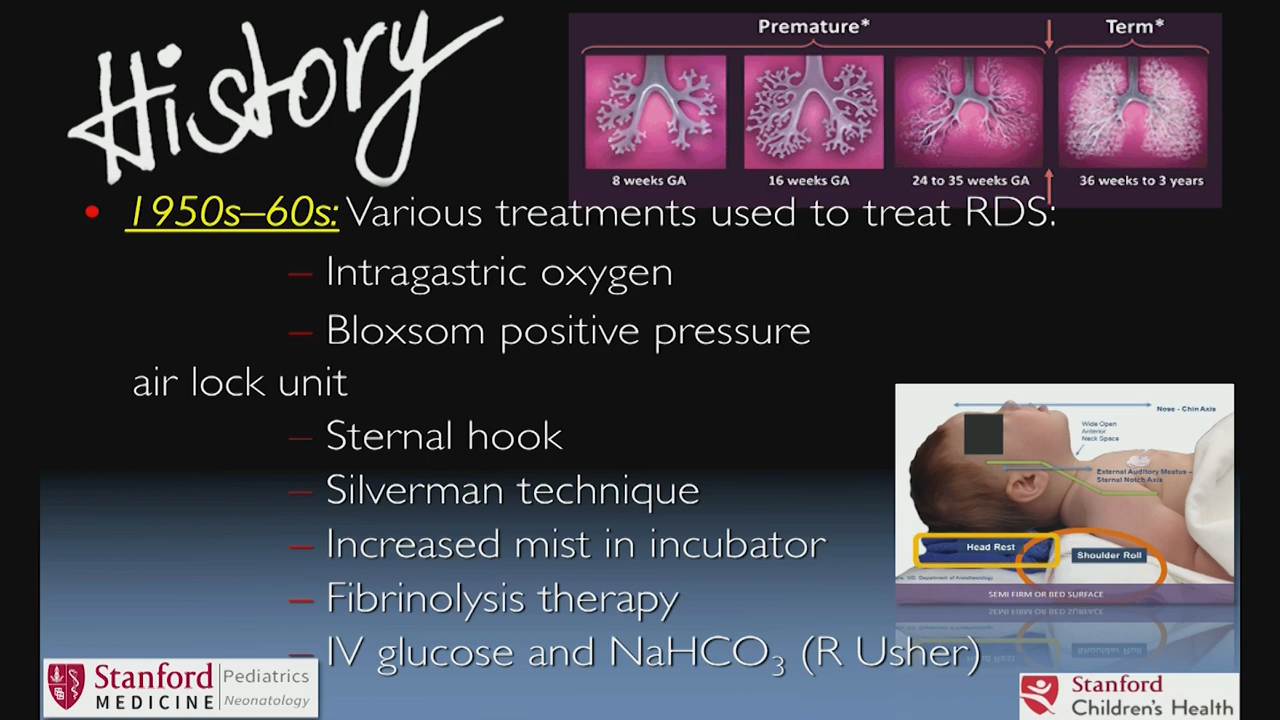 History
Premature*
Term*
8 weeks GA
16 weeks GA
24 to 35 weeks GA
36 weeks to 3 years
• 1950s–60s: Various treatments used to treat RDS:
– Intragastric oxygen
– Bloxsom positive pressure
air lock unit
– Sternal hook
– Silverman technique
– Increased mist in incubator
– Fibrinolysis therapy
– IV glucose and NaHCO₃ (R Usher)
Nose - Chin Axis
Wide Open
Anterior
Neck Space
External Auditory Meatus –
Sternal Notch Axis
Head Rest
Shoulder Roll
MD. Department of Anesthesiology
SEMI FIRM OR BED SURFACE
Stanford
MEDICINE
Pediatrics
Neonatology
Stanford
Children's Health